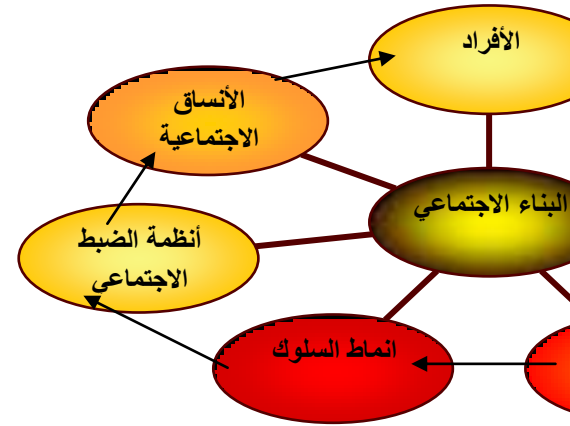 الأفراد
الأنساق
الاجتماعية
البناء الاجتماعي
أنظمة الضبط
الاجتماعي
انماط السلوك